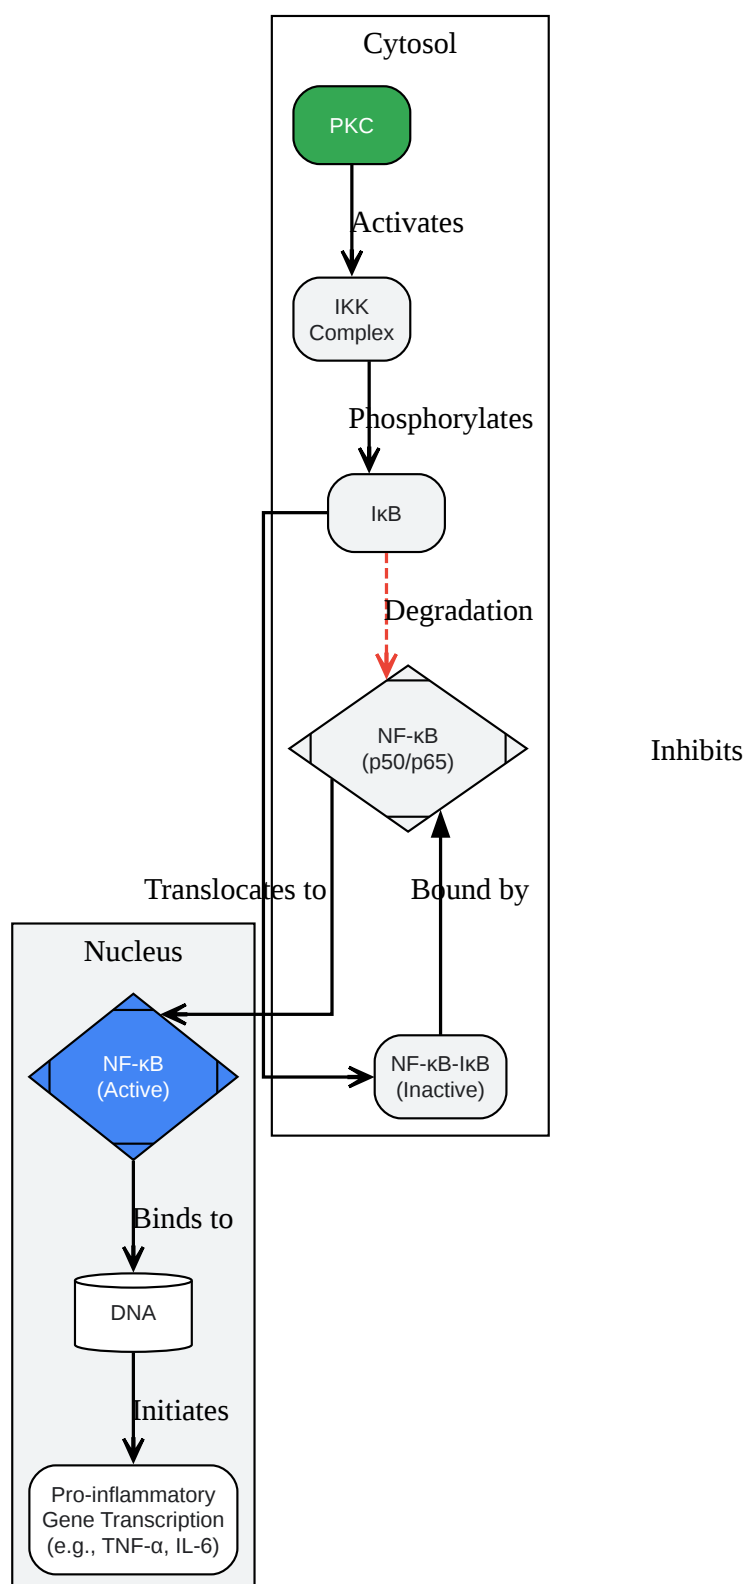 Cytosol
PKC
Activates
IKK
Complex
Phosphorylates
IκB
Degradation
NF-κB
(p50/p65)
Inhibits
Translocates to
Bound by
Nucleus
NF-κB
(Active)
NF-κB-IκB
(Inactive)
Binds to
DNA
Initiates
Pro-inflammatory
Gene Transcription
(e.g., TNF-α, IL-6)